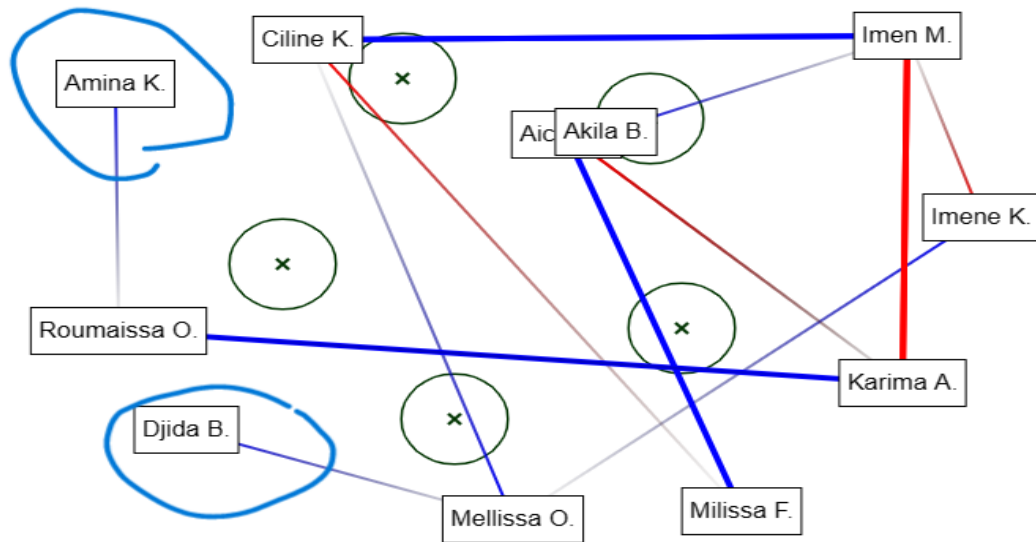 Ciline K.
Imen M.
Amina K.
Akila B.
Imene K.
Roumaissa O.
Karima A.
Djida B.
Mellissa O.
Milissa F.